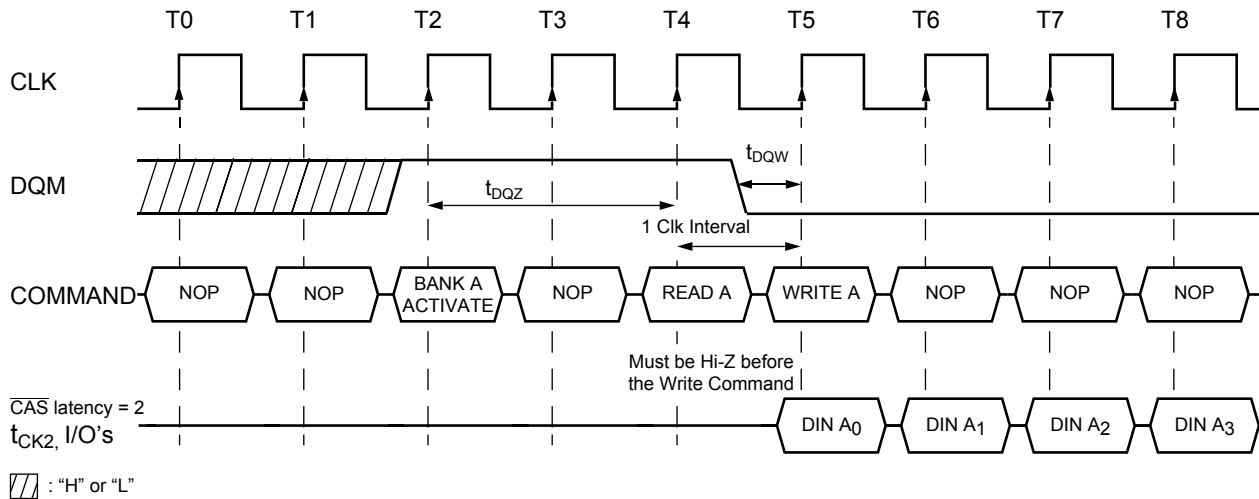 T0 T1 T2 T3 T4 T5 T6 T7 T8
CLK
DQM
tDQZ
tDQW
1 Clk Interval
COMMAND
NOP
NOP
BANK A
ACTIVATE
NOP
READ A
WRITE A
NOP
NOP
NOP
Must be Hi-Z before
the Write Command
CAS latency = 2
tCK2, I/O's
DIN A0
DIN A1
DIN A2
DIN A3
: “H” or “L”